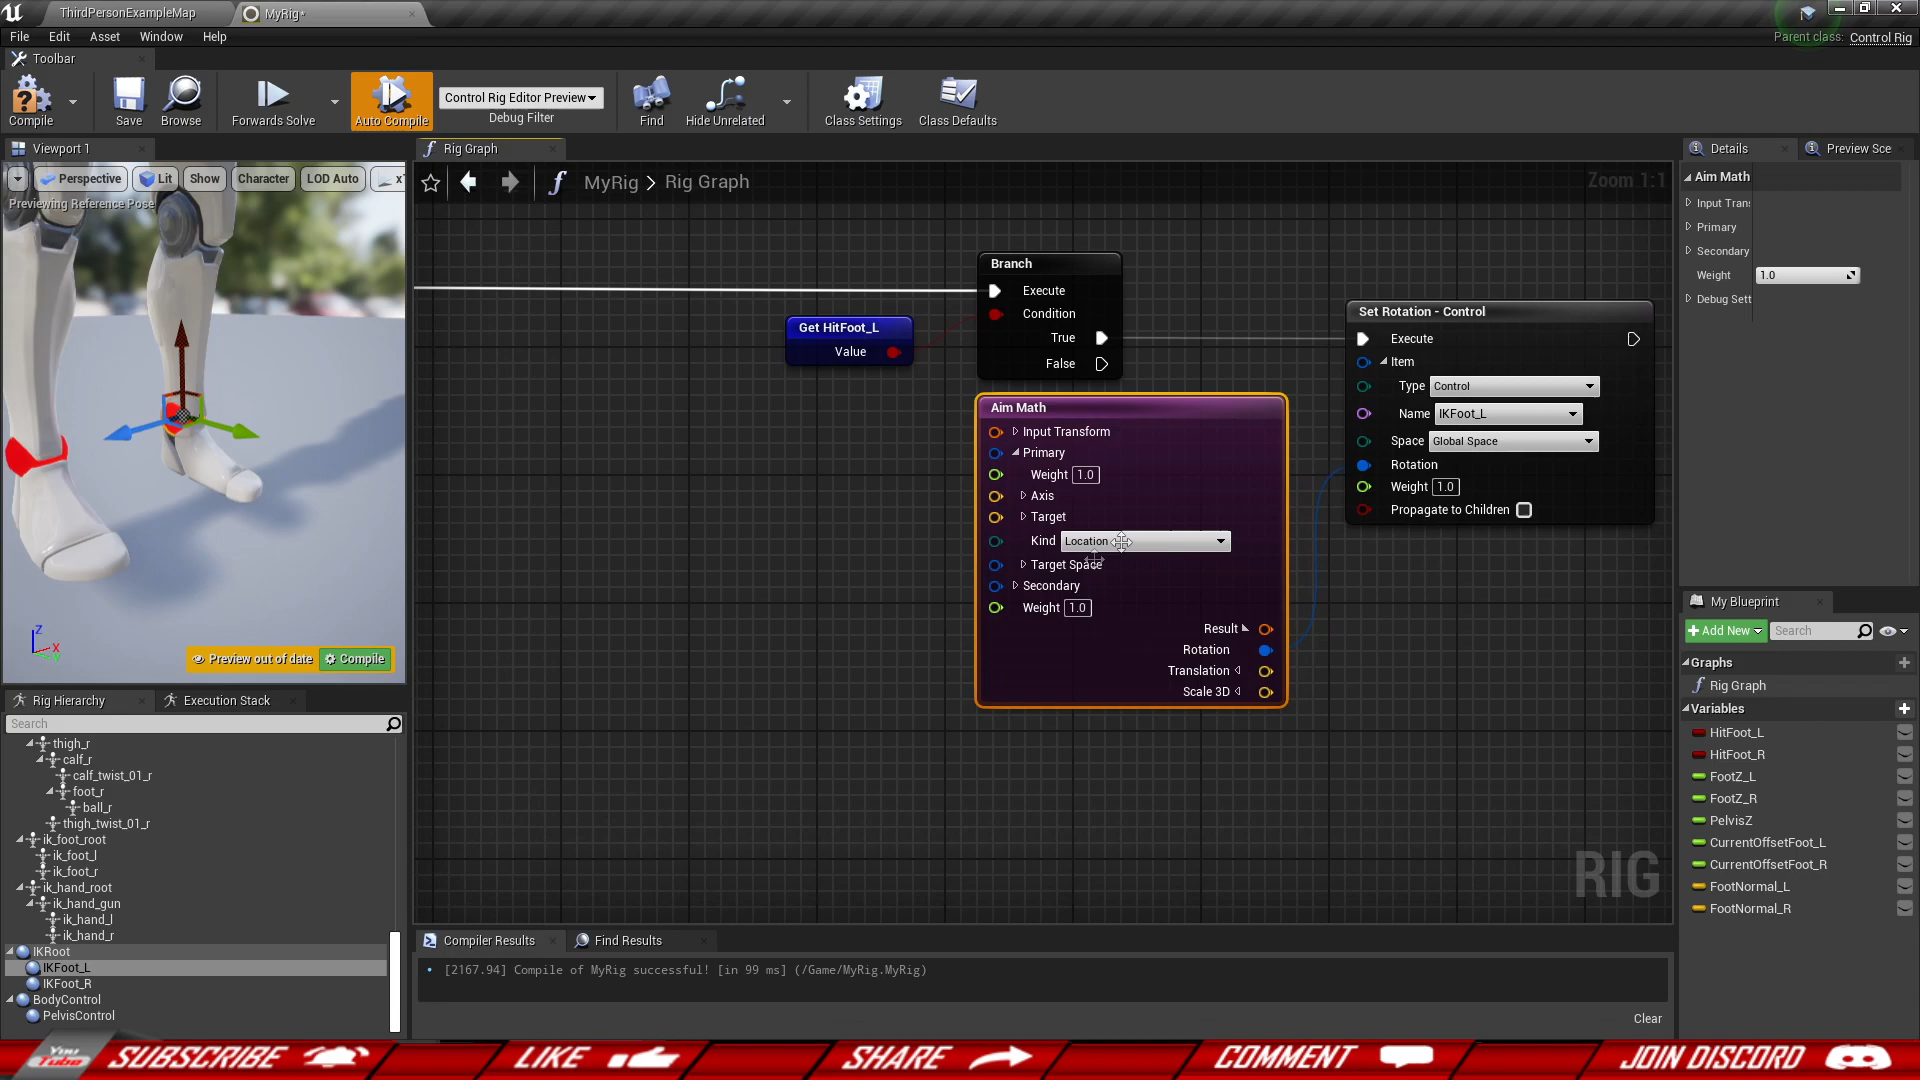 ThirdPersonExampleMap
MyRig*
File
Edit
Asset
Window
Help
Parent class: Control Rig
Toolbar
Compile
Save
Browse
Forwards Solve
Auto Compile
Control Rig Editor Preview
Debug Filter
Find
Hide Unrelated
Class Settings
Class Defaults
Viewport 1
Perspective
Lit
Show
Character
LOD Auto
Previewing Reference Pose
Z
X
Preview out of date
Compile
Rig Graph
MyRig > Rig Graph
Zoom 1:1
Branch
Execute
Condition
True
False
Get HitFoot_L
Value
Set Rotation - Control
Execute
Item
Type Control
Name IKFoot_L
Space Global Space
Rotation
Weight 1.0
Propagate to Children
Aim Math
Input Transform
Primary
Weight 1.0
Axis
Target
Kind Location
Target Space
Secondary
Weight 1.0
Result
Rotation
Translation
Scale 3D
RIG
Rig Hierarchy
Execution Stack
Search
thigh_r
calf_r
calf_twist_01_r
foot_r
ball_r
thigh_twist_01_r
ik_foot_root
ik_foot_l
ik_foot_r
ik_hand_root
ik_hand_gun
ik_hand_l
ik_hand_r
IKRoot
IKFoot_L
IKFoot_R
BodyControl
PelvisControl
Compiler Results
Find Results
[2167.94] Compile of MyRig successful! [in 99 ms] (/Game/MyRig.MyRig)
Clear
Details
Preview Sce
Aim Math
Input Tran
Primary
Secondary
Weight 1.0
Debug Sett
My Blueprint
Add New
Search
Graphs
Rig Graph
Variables
HitFoot_L
HitFoot_R
FootZ_L
FootZ_R
PelvisZ
CurrentOffsetFoot_L
CurrentOffsetFoot_R
FootNormal_L
FootNormal_R
You Tube
SUBSCRIBE
LIKE
SHARE
COMMENT
JOIN DISCORD